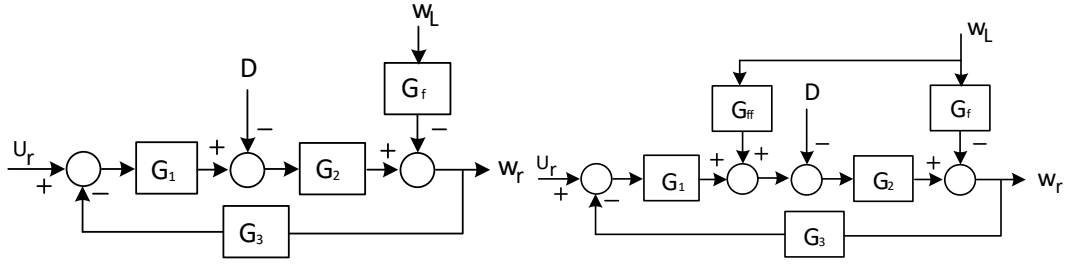 w_L
w_L
D
G_f
G_ff
D
G_f
U_r
+
−
G_1
+
−
G_2
+
−
w_r
U_r
+
−
G_1
+
+
−
G_2
+
−
w_r
G_3
G_3